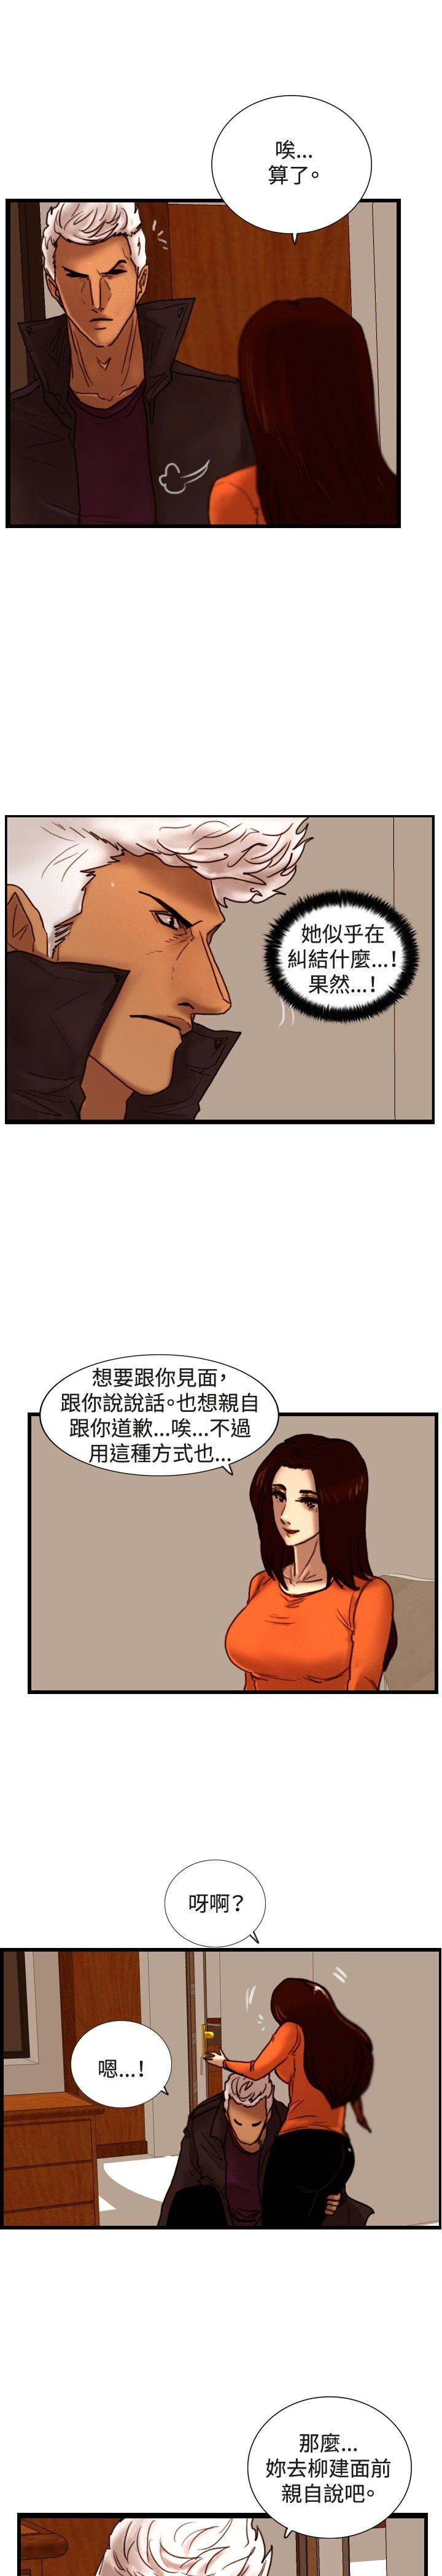 唉...
算了。
她似乎在
糾結什麼...!
果然...!
想要跟你見面，
跟你說說話。也想親自
跟你道歉...唉...不過
用這種方式也...
呀啊？
嗯...!
那麼...
妳去柳建面前
親自說吧。